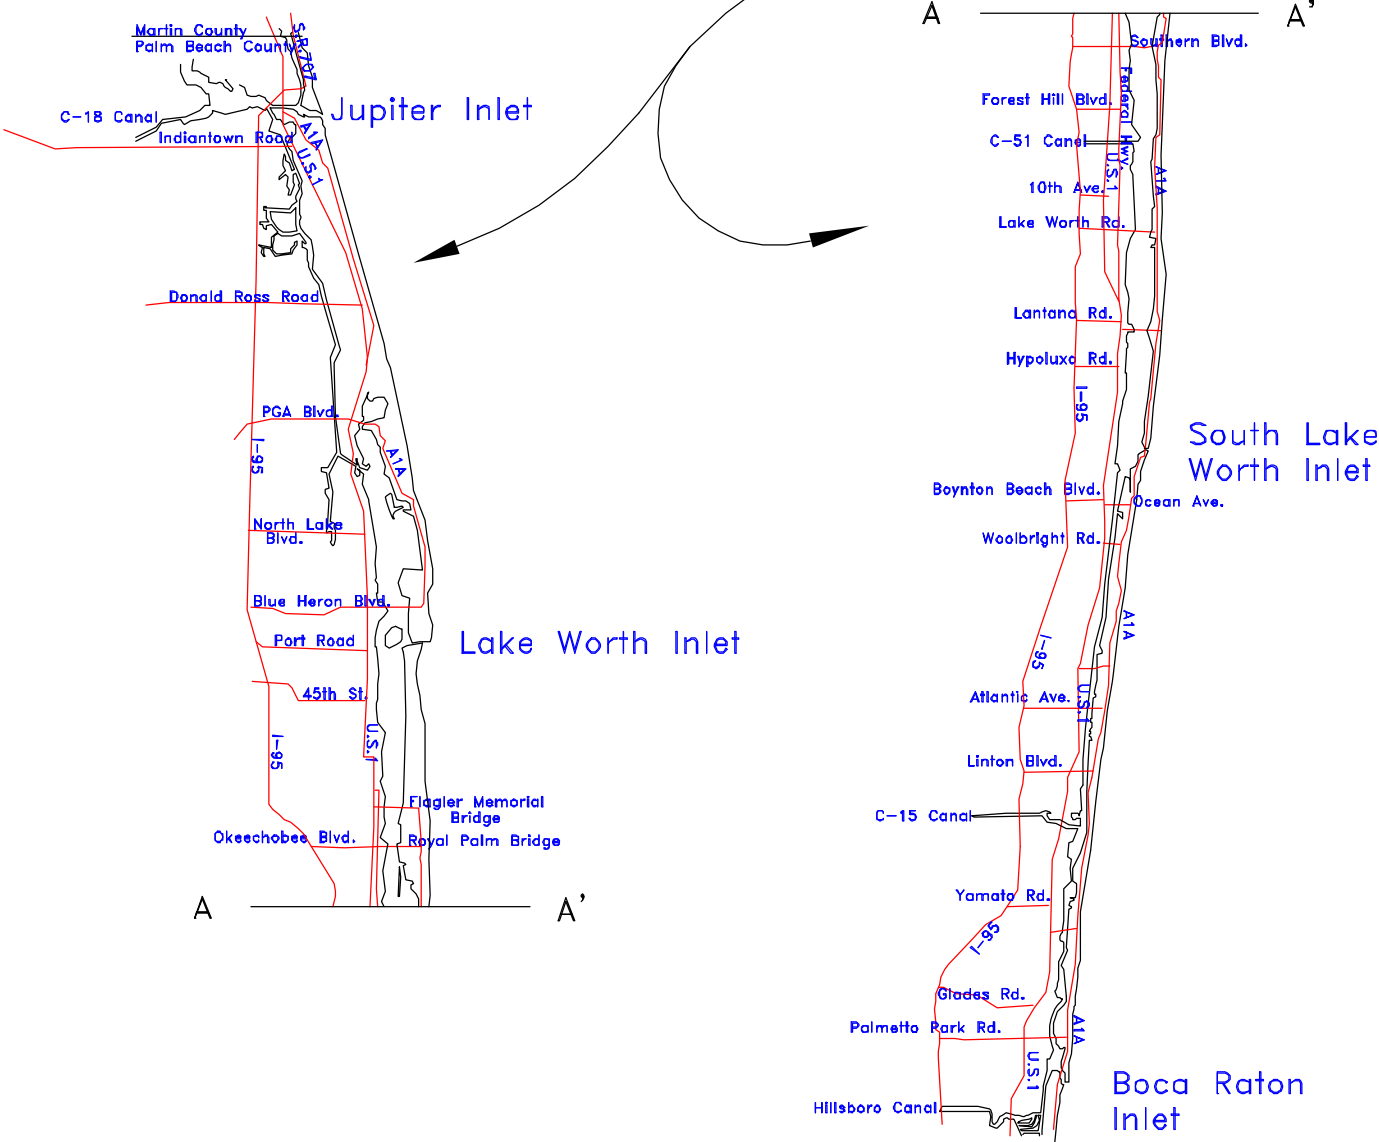 Martin County
Palm Beach County
S.R.707
C-18 Canal
Jupiter Inlet
Indiantown Road
A1A
U.S.1
Donald Ross Road
PGA Blvd.
I-95
A1A
North Lake
Blvd.
Blue Heron Blvd.
Port Road
Lake Worth Inlet
45th St.
U.S.1
I-95
Flagler Memorial
Bridge
Okeechobee Blvd.
Royal Palm Bridge
A
A'
A
A'
Southern Blvd.
Federal Hwy.
Forest Hill Blvd.
C-51 Canal
U.S.1
A1A
10th Ave.
Lake Worth Rd.
Lantana Rd.
Hypoluxo Rd.
I-95
South Lake
Worth Inlet
Boynton Beach Blvd.
Ocean Ave.
Woolbright Rd.
A1A
I-95
Atlantic Ave.
U.S.1
Linton Blvd.
C-15 Canal
Yamato Rd.
I-95
Glades Rd.
Palmetto Park Rd.
A1A
U.S.1
Boca Raton
Inlet
Hillsboro Canal